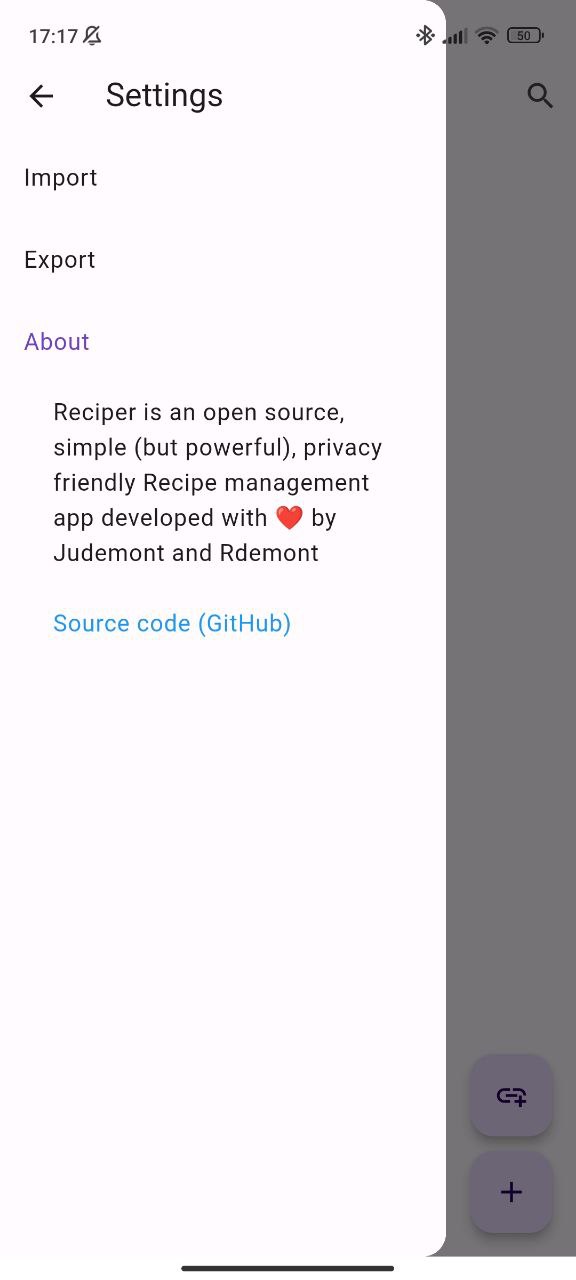 17:17
50
Settings
Import
Export
About
Reciper is an open source,
simple (but powerful), privacy
friendly Recipe management
app developed with ❤️ by
Judemont and Rdemont
Source code (GitHub)